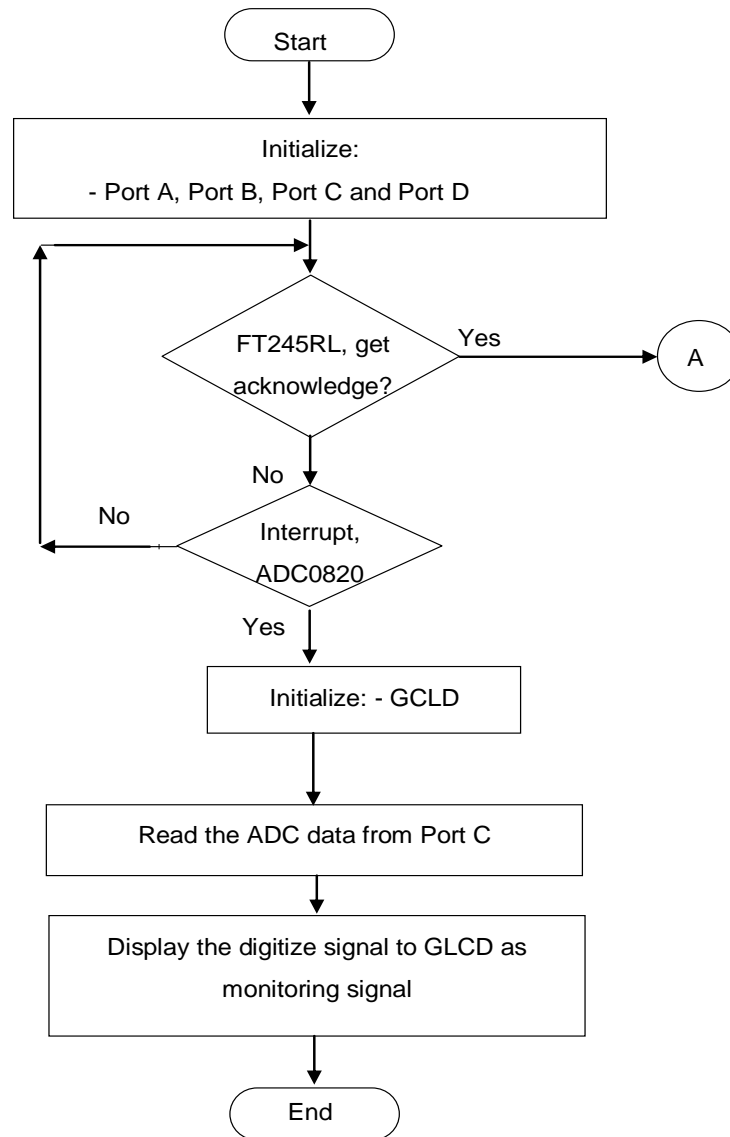 Start
Initialize:
- Port A, Port B, Port C and Port D
FT245RL, get
acknowledge?
Yes
A
No
No
Interrupt,
ADC0820
Yes
Initialize: - GCLD
Read the ADC data from Port C
Display the digitize signal to GLCD as
monitoring signal
End